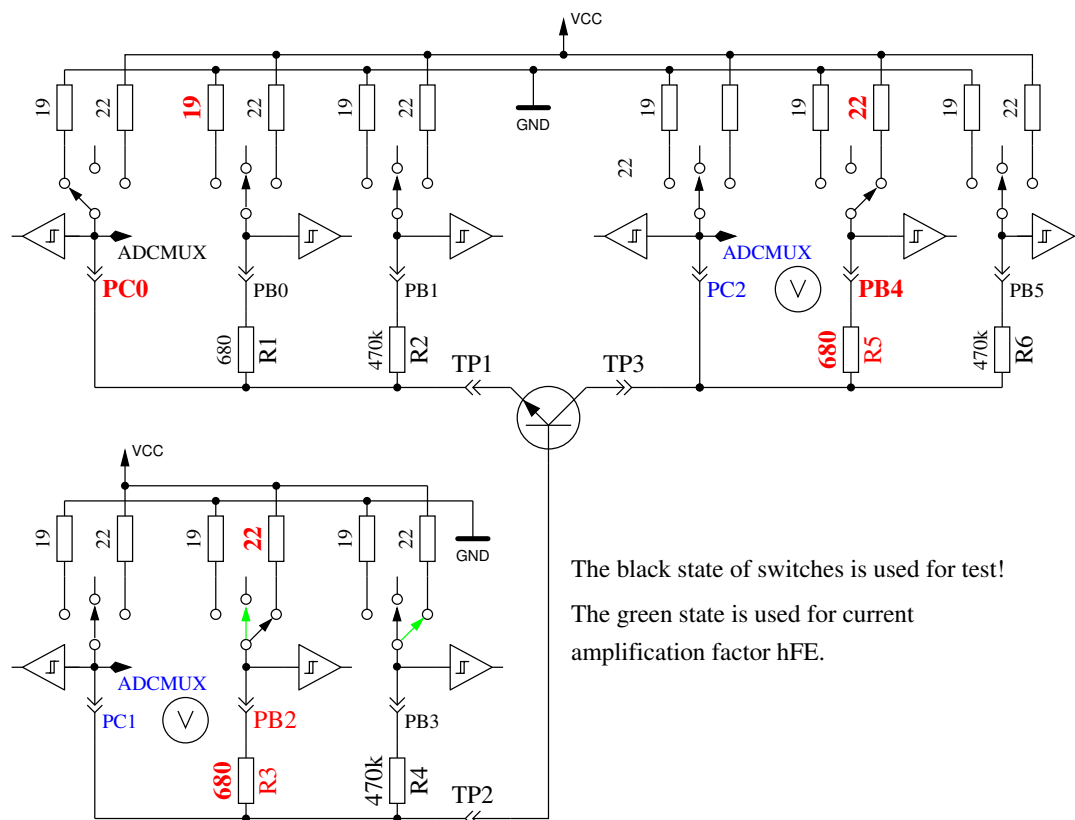 VCC
19
22
19
22
19
22
GND
22
19
19
22
19
22
ADCMUX
ADCMUX
PC0
PB0
PB1
PC2
V
PB4
PB5
680
R1
470k
R2
680
R5
470k
R6
TP1
TP3
VCC
19
22
19
22
19
22
GND
The black state of switches is used for test!
The green state is used for current
amplification factor hFE.
ADCMUX
PC1
V
PB2
PB3
680
R3
470k
R4
TP2